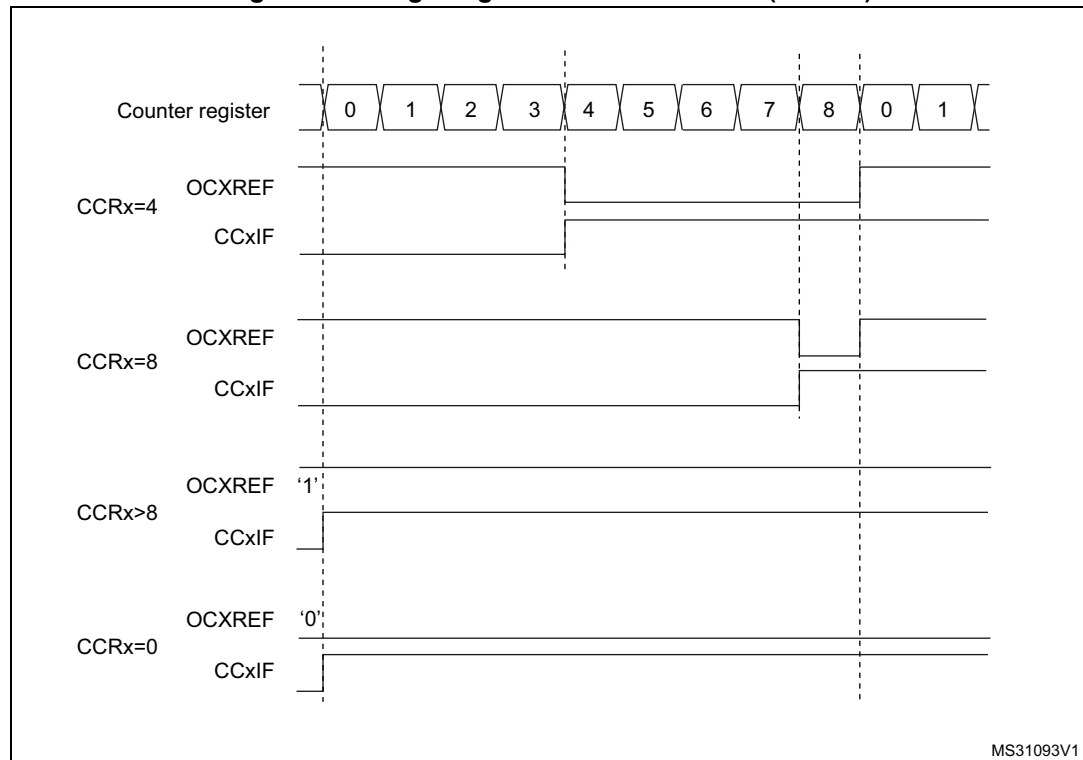 Counter register 0 1 2 3 4 5 6 7 8 0 1
OCXREF
CCRx=4
CCxIF
OCXREF
CCRx=8
CCxIF
OCXREF ‘1’
CCRx>8
CCxIF
OCXREF ‘0’
CCRx=0
CCxIF
MS31093V1